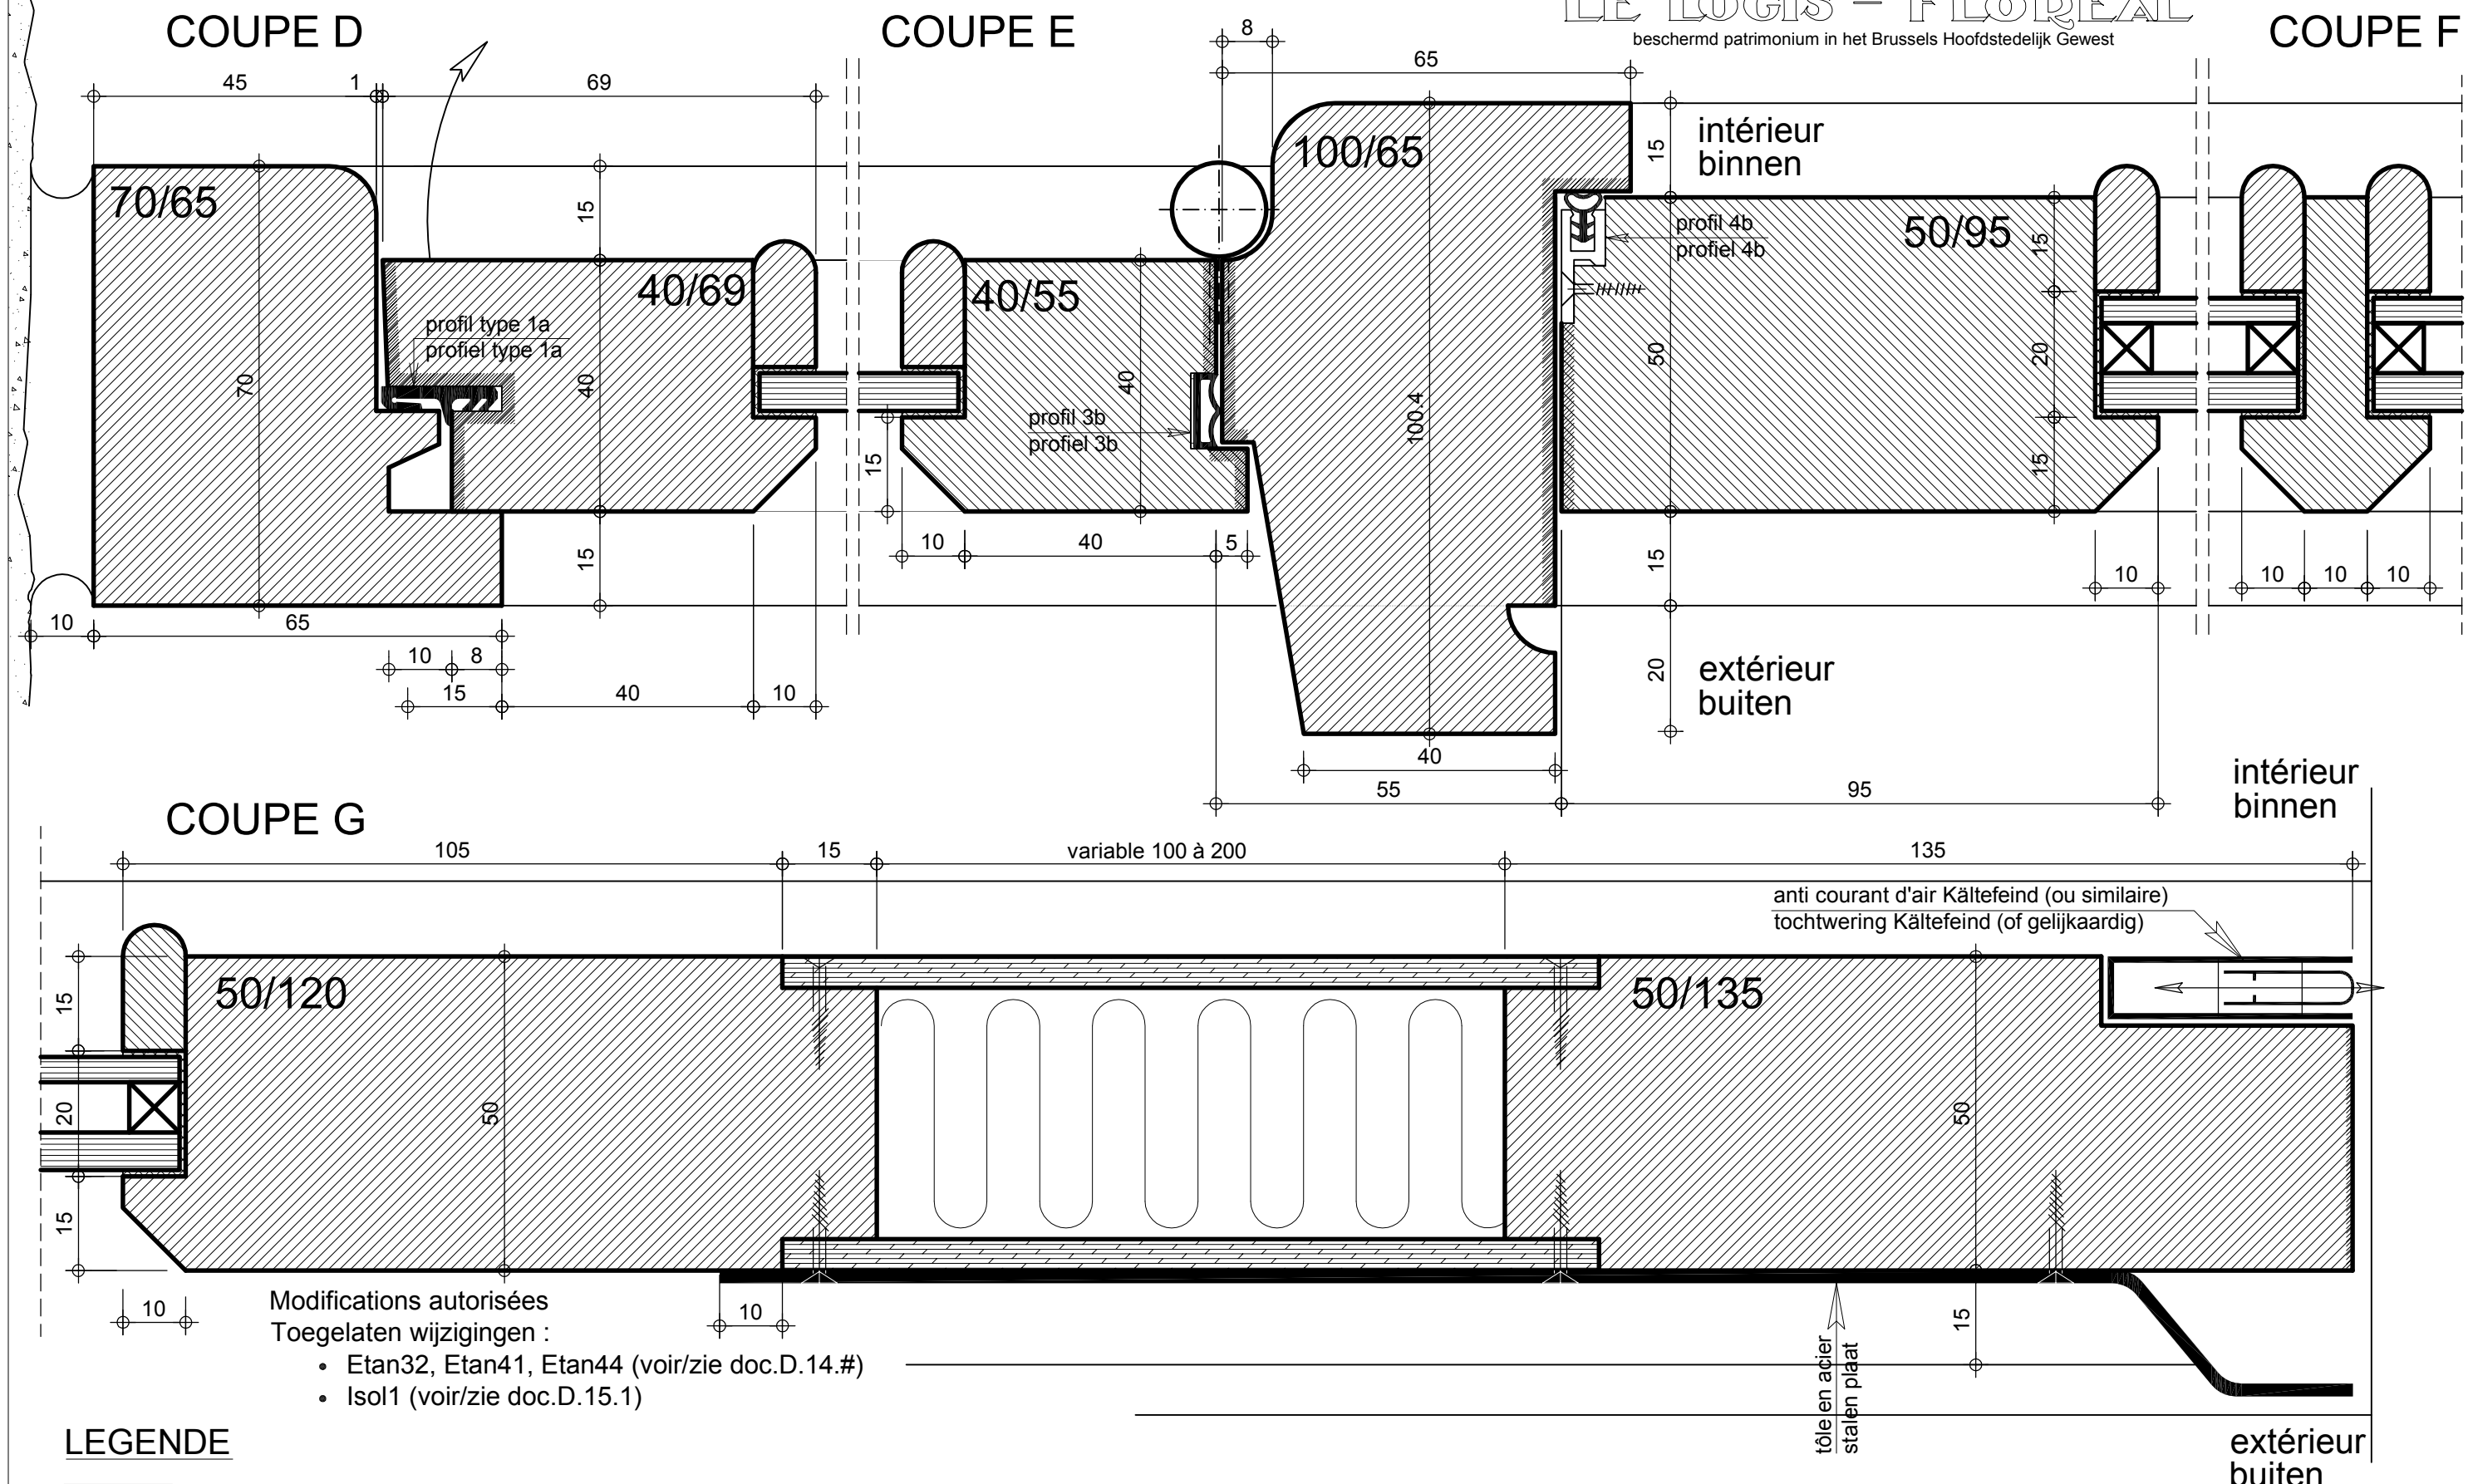 COUPE D
COUPE E
LE LOGIS - FLOREAL
beschermd patrimonium in het Brussels Hoofdstedelijk Gewest
COUPE F
8
65
45
1
69
70/65
15
70
profil type 1a
profiel type 1a
40/69
40
15
40/55
40
profil 3b
profiel 3b
15
100/65
100.4
15
intérieur
binnen
profil 4b
profiel 4b
50/95
50
15
20
15
10
40
5
15
10
10
10
10
10
65
10
8
15
40
10
20
extérieur
buiten
40
55
95
intérieur
binnen
COUPE G
105
15
variable 100 à 200
135
anti courant d'air Kältefeind (ou similaire)
tochtwering Kältefeind (of gelijkaardig)
50/120
50/135
15
20
15
50
50
10
10
15
Modifications autorisées
Toegelaten wijzigingen :
• Etan32, Etan41, Etan44 (voir/zie doc.D.14.#)
• Isol1 (voir/zie doc.D.15.1)
tôle en acier
stalen plaat
LEGENDE
extérieur
buiten